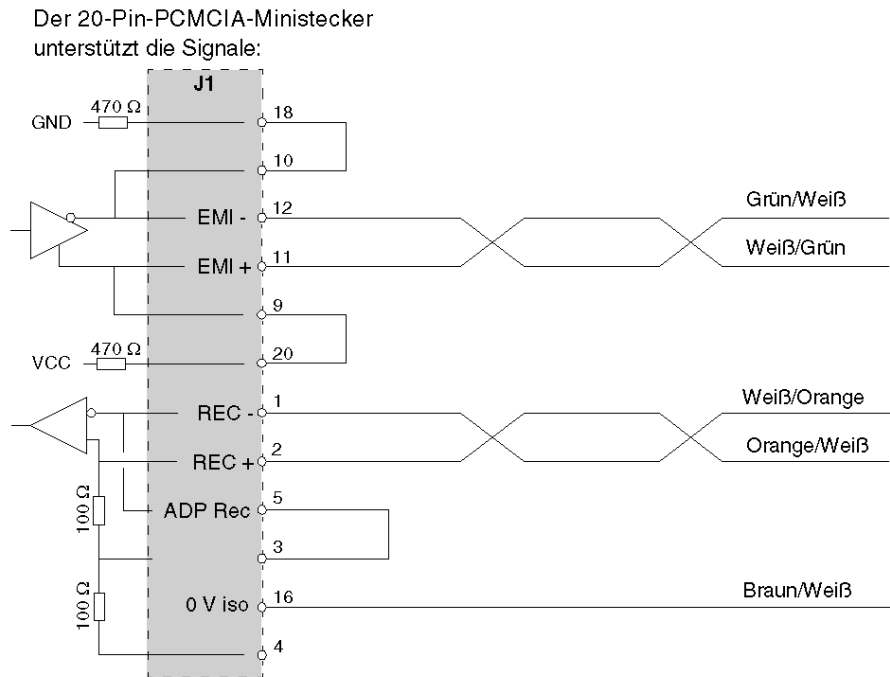 Der 20-Pin-PCMCIA-Ministecker
unterstützt die Signale:
J1
GND 470 Ω 18
10
EMI - 12 Grün/Weiß
EMI + 11 Weiß/Grün
9
VCC 470 Ω 20
REC - 1 Weiß/Orange
REC + 2 Orange/Weiß
100 Ω
ADP Rec 5
3
100 Ω
0 V iso 16 Braun/Weiß
4